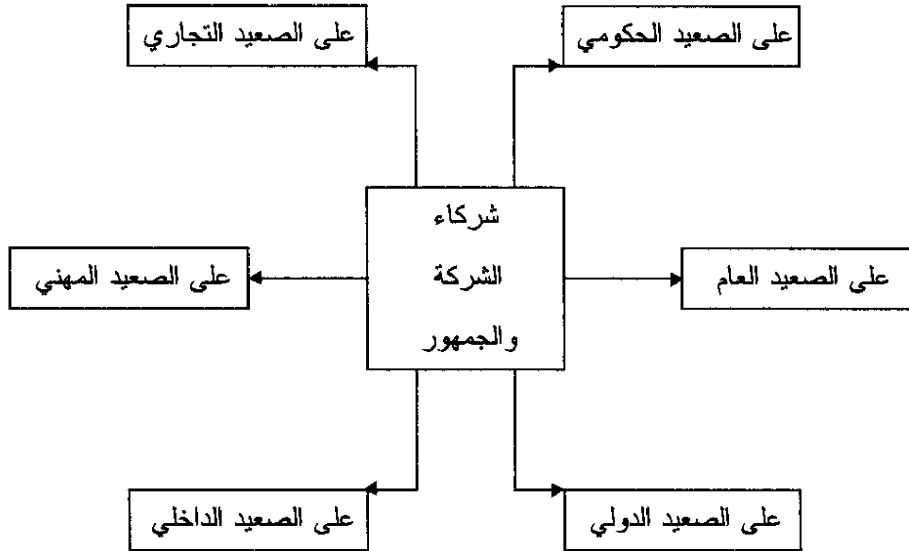 على الصعيد الحكومي
على الصعيد التجاري
شركاء
الشركة
والجمهور
على الصعيد العام
على الصعيد المهني
على الصعيد الدولي
على الصعيد الداخلي